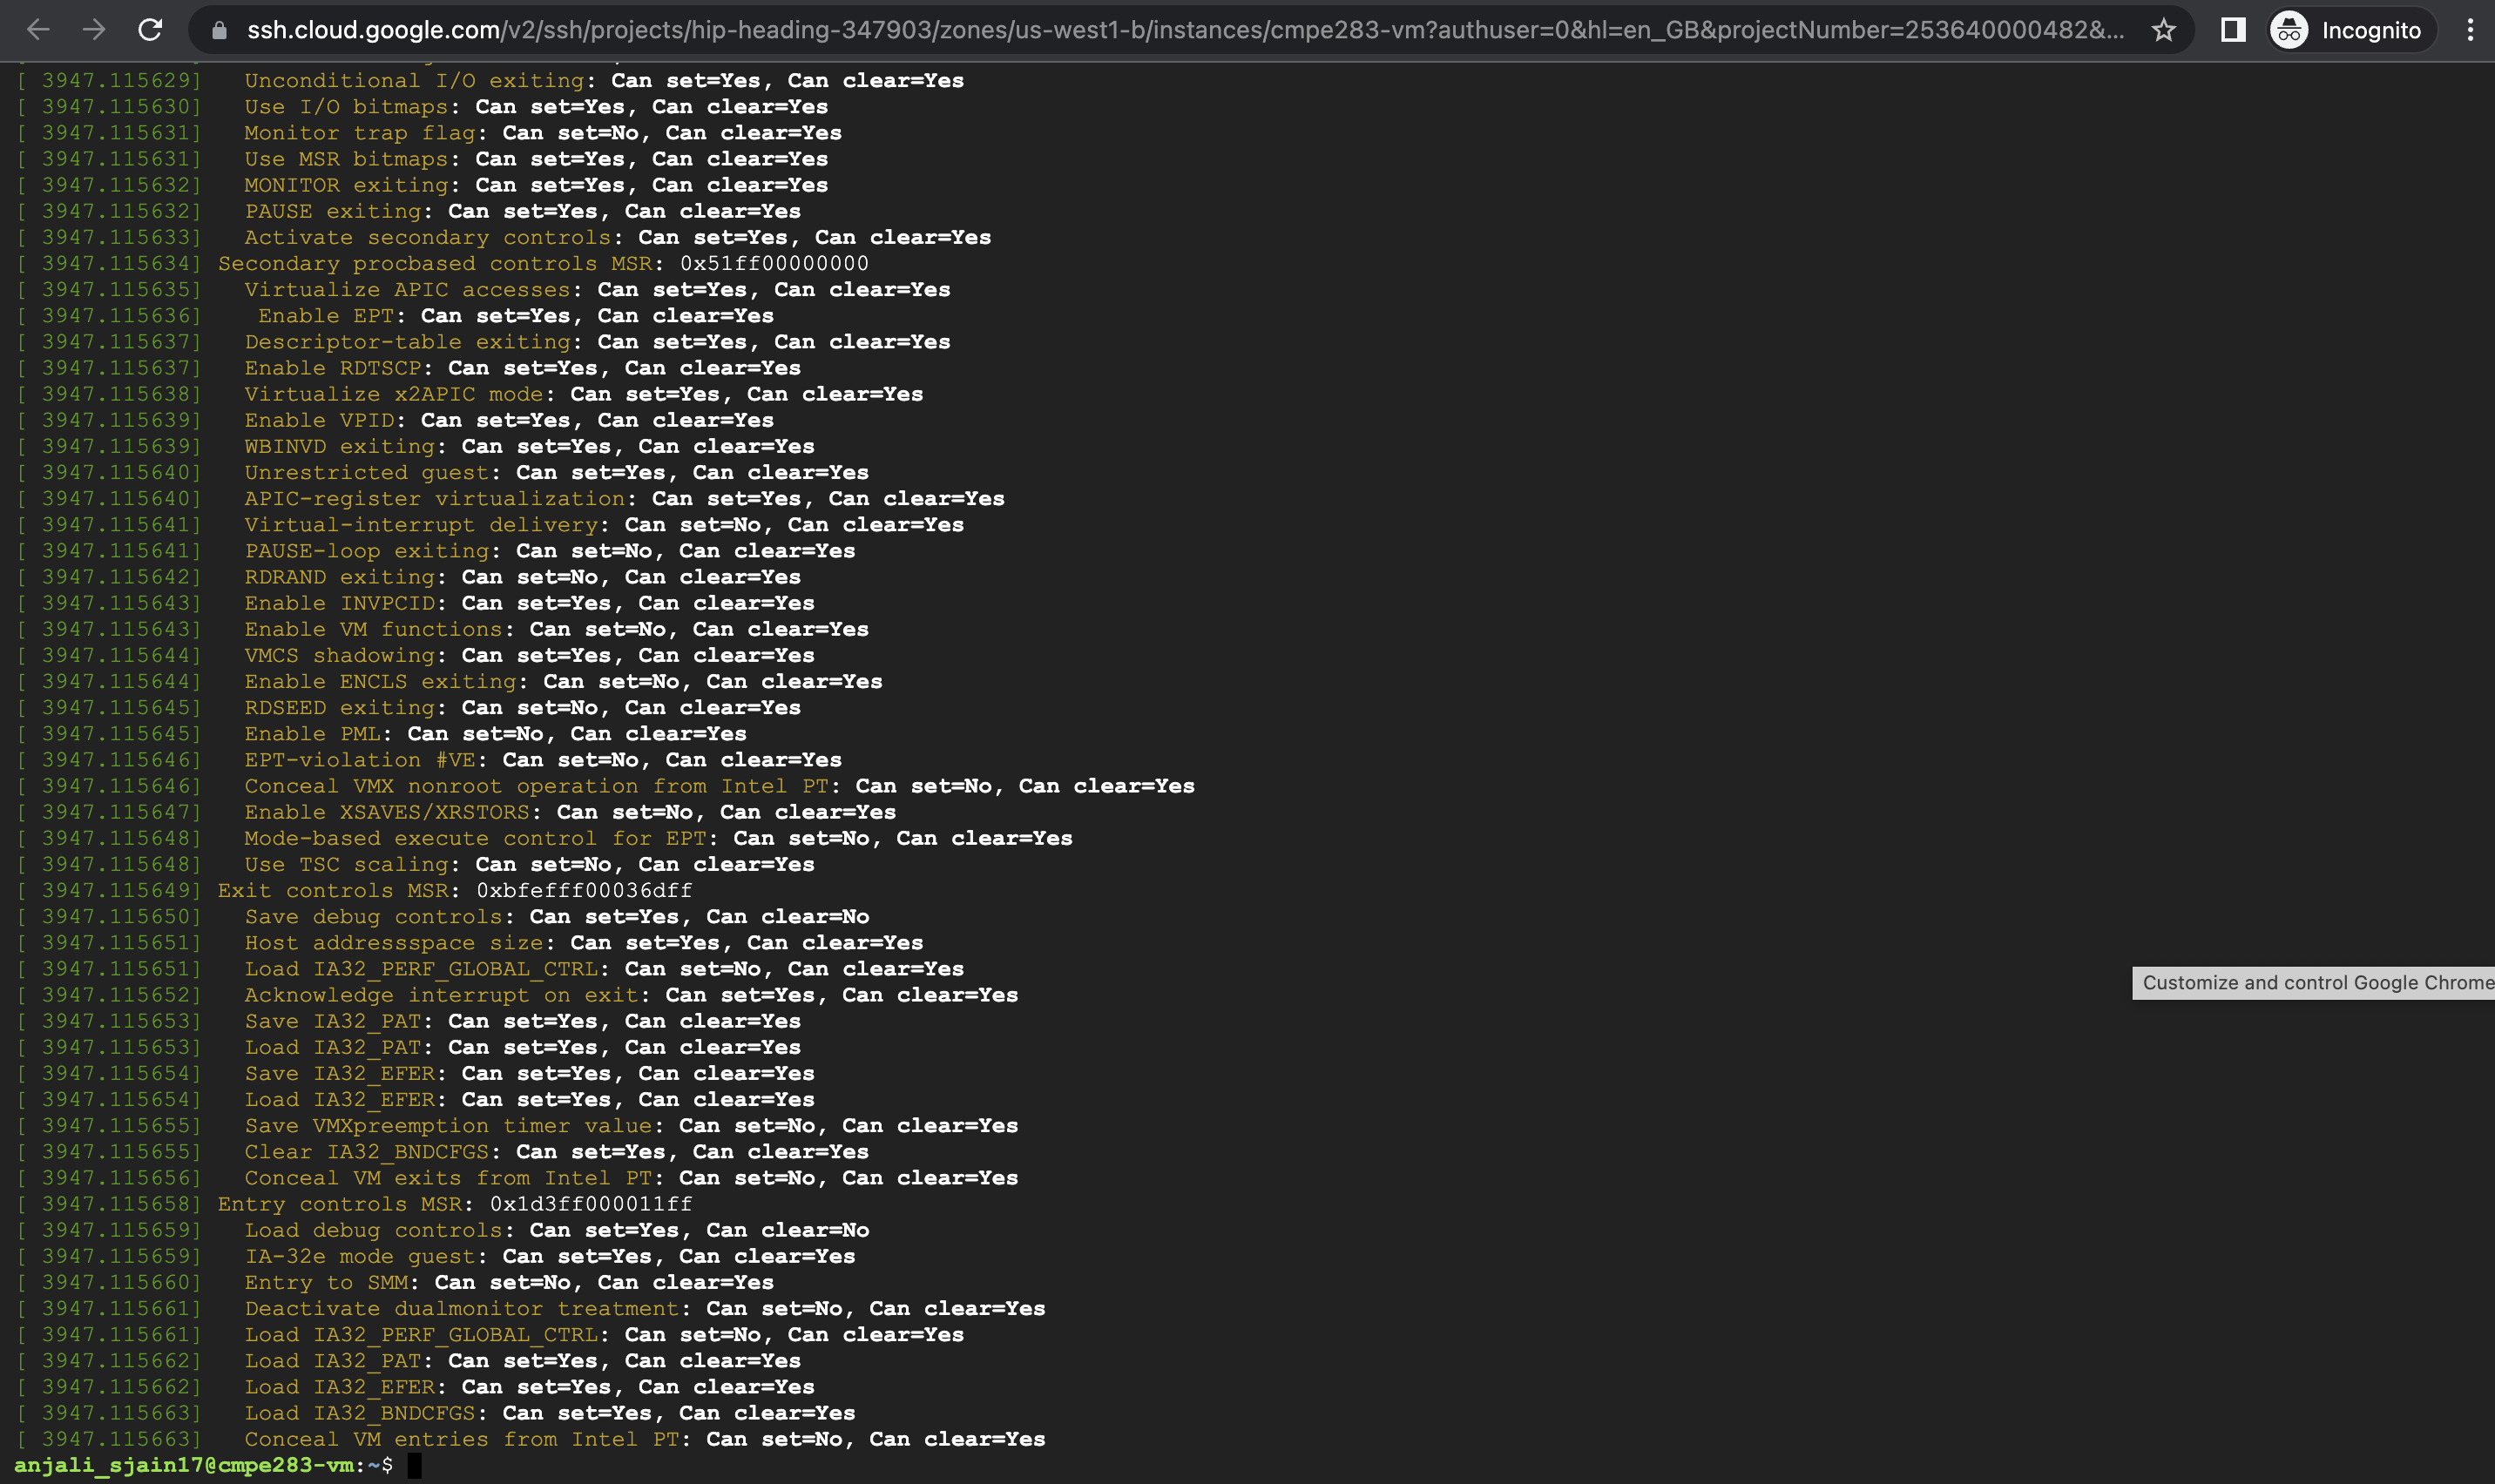 ssh.cloud.google.com/v2/ssh/projects/hip-heading-347903/zones/us-west1-b/instances/cmpe283-vm?authuser=0&hl=en_GB&projectNumber=253640000482&...
Incognito
[ 3947.115629]   Unconditional I/O exiting: Can set=Yes, Can clear=Yes
[ 3947.115630]   Use I/O bitmaps: Can set=Yes, Can clear=Yes
[ 3947.115631]   Monitor trap flag: Can set=No, Can clear=Yes
[ 3947.115631]   Use MSR bitmaps: Can set=Yes, Can clear=Yes
[ 3947.115632]   MONITOR exiting: Can set=Yes, Can clear=Yes
[ 3947.115632]   PAUSE exiting: Can set=Yes, Can clear=Yes
[ 3947.115633]   Activate secondary controls: Can set=Yes, Can clear=Yes
[ 3947.115634] Secondary procbased controls MSR: 0x51ff00000000
[ 3947.115635]   Virtualize APIC accesses: Can set=Yes, Can clear=Yes
[ 3947.115636]    Enable EPT: Can set=Yes, Can clear=Yes
[ 3947.115637]   Descriptor-table exiting: Can set=Yes, Can clear=Yes
[ 3947.115637]   Enable RDTSCP: Can set=Yes, Can clear=Yes
[ 3947.115638]   Virtualize x2APIC mode: Can set=Yes, Can clear=Yes
[ 3947.115639]   Enable VPID: Can set=Yes, Can clear=Yes
[ 3947.115639]   WBINVD exiting: Can set=Yes, Can clear=Yes
[ 3947.115640]   Unrestricted guest: Can set=Yes, Can clear=Yes
[ 3947.115640]   APIC-register virtualization: Can set=Yes, Can clear=Yes
[ 3947.115641]   Virtual-interrupt delivery: Can set=No, Can clear=Yes
[ 3947.115641]   PAUSE-loop exiting: Can set=No, Can clear=Yes
[ 3947.115642]   RDRAND exiting: Can set=No, Can clear=Yes
[ 3947.115643]   Enable INVPCID: Can set=Yes, Can clear=Yes
[ 3947.115643]   Enable VM functions: Can set=No, Can clear=Yes
[ 3947.115644]   VMCS shadowing: Can set=Yes, Can clear=Yes
[ 3947.115644]   Enable ENCLS exiting: Can set=No, Can clear=Yes
[ 3947.115645]   RDSEED exiting: Can set=No, Can clear=Yes
[ 3947.115645]   Enable PML: Can set=No, Can clear=Yes
[ 3947.115646]   EPT-violation #VE: Can set=No, Can clear=Yes
[ 3947.115646]   Conceal VMX nonroot operation from Intel PT: Can set=No, Can clear=Yes
[ 3947.115647]   Enable XSAVES/XRSTORS: Can set=No, Can clear=Yes
[ 3947.115648]   Mode-based execute control for EPT: Can set=No, Can clear=Yes
[ 3947.115648]   Use TSC scaling: Can set=No, Can clear=Yes
[ 3947.115649] Exit controls MSR: 0xbfefff00036dff
[ 3947.115650]   Save debug controls: Can set=Yes, Can clear=No
[ 3947.115651]   Host addressspace size: Can set=Yes, Can clear=Yes
[ 3947.115651]   Load IA32_PERF_GLOBAL_CTRL: Can set=No, Can clear=Yes
Customize and control Google Chrome
[ 3947.115652]   Acknowledge interrupt on exit: Can set=Yes, Can clear=Yes
[ 3947.115653]   Save IA32_PAT: Can set=Yes, Can clear=Yes
[ 3947.115653]   Load IA32_PAT: Can set=Yes, Can clear=Yes
[ 3947.115654]   Save IA32_EFER: Can set=Yes, Can clear=Yes
[ 3947.115654]   Load IA32_EFER: Can set=Yes, Can clear=Yes
[ 3947.115655]   Save VMXpreemption timer value: Can set=No, Can clear=Yes
[ 3947.115655]   Clear IA32_BNDCFGS: Can set=Yes, Can clear=Yes
[ 3947.115656]   Conceal VM exits from Intel PT: Can set=No, Can clear=Yes
[ 3947.115658] Entry controls MSR: 0x1d3ff000011ff
[ 3947.115659]   Load debug controls: Can set=Yes, Can clear=No
[ 3947.115659]   IA-32e mode guest: Can set=Yes, Can clear=Yes
[ 3947.115660]   Entry to SMM: Can set=No, Can clear=Yes
[ 3947.115661]   Deactivate dualmonitor treatment: Can set=No, Can clear=Yes
[ 3947.115661]   Load IA32_PERF_GLOBAL_CTRL: Can set=No, Can clear=Yes
[ 3947.115662]   Load IA32_PAT: Can set=Yes, Can clear=Yes
[ 3947.115662]   Load IA32_EFER: Can set=Yes, Can clear=Yes
[ 3947.115663]   Load IA32_BNDCFGS: Can set=Yes, Can clear=Yes
[ 3947.115663]   Conceal VM entries from Intel PT: Can set=No, Can clear=Yes
anjali_sjain17@cmpe283-vm:~$